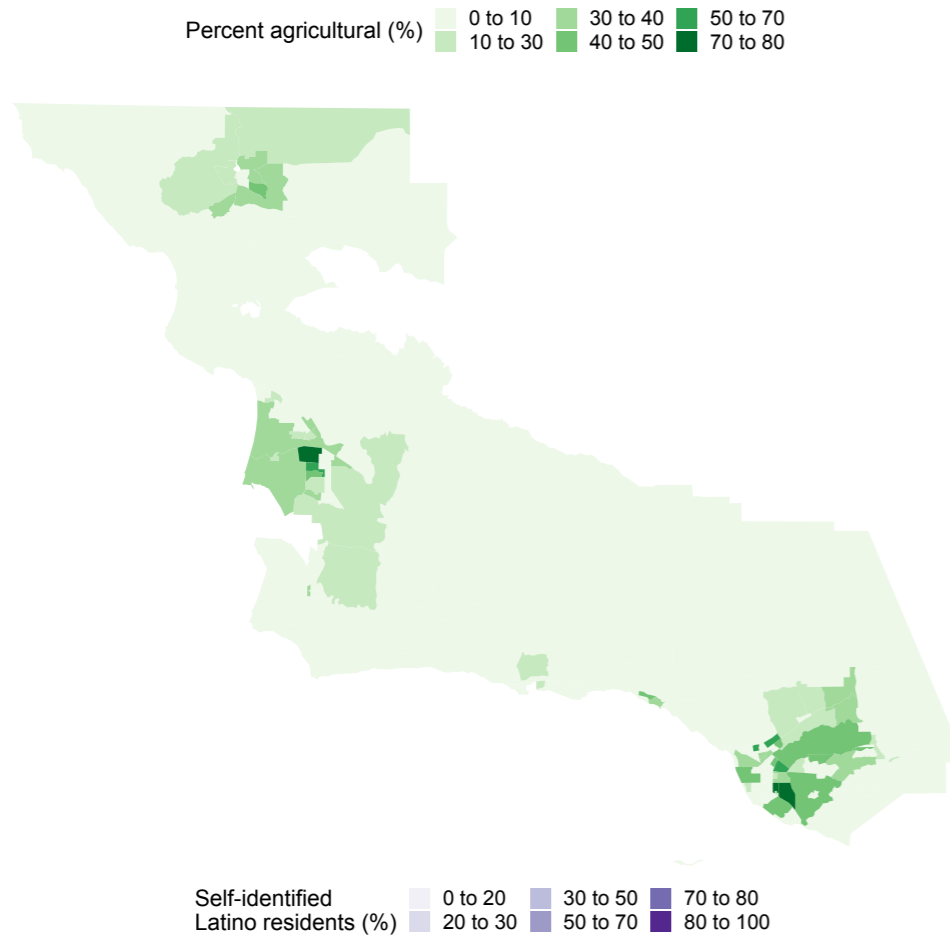 Percent agricultural (%) 0 to 10 30 to 40 50 to 70
10 to 30 40 to 50 70 to 80
Self-identified 0 to 20 30 to 50 70 to 80
Latino residents (%) 20 to 30 50 to 70 80 to 100